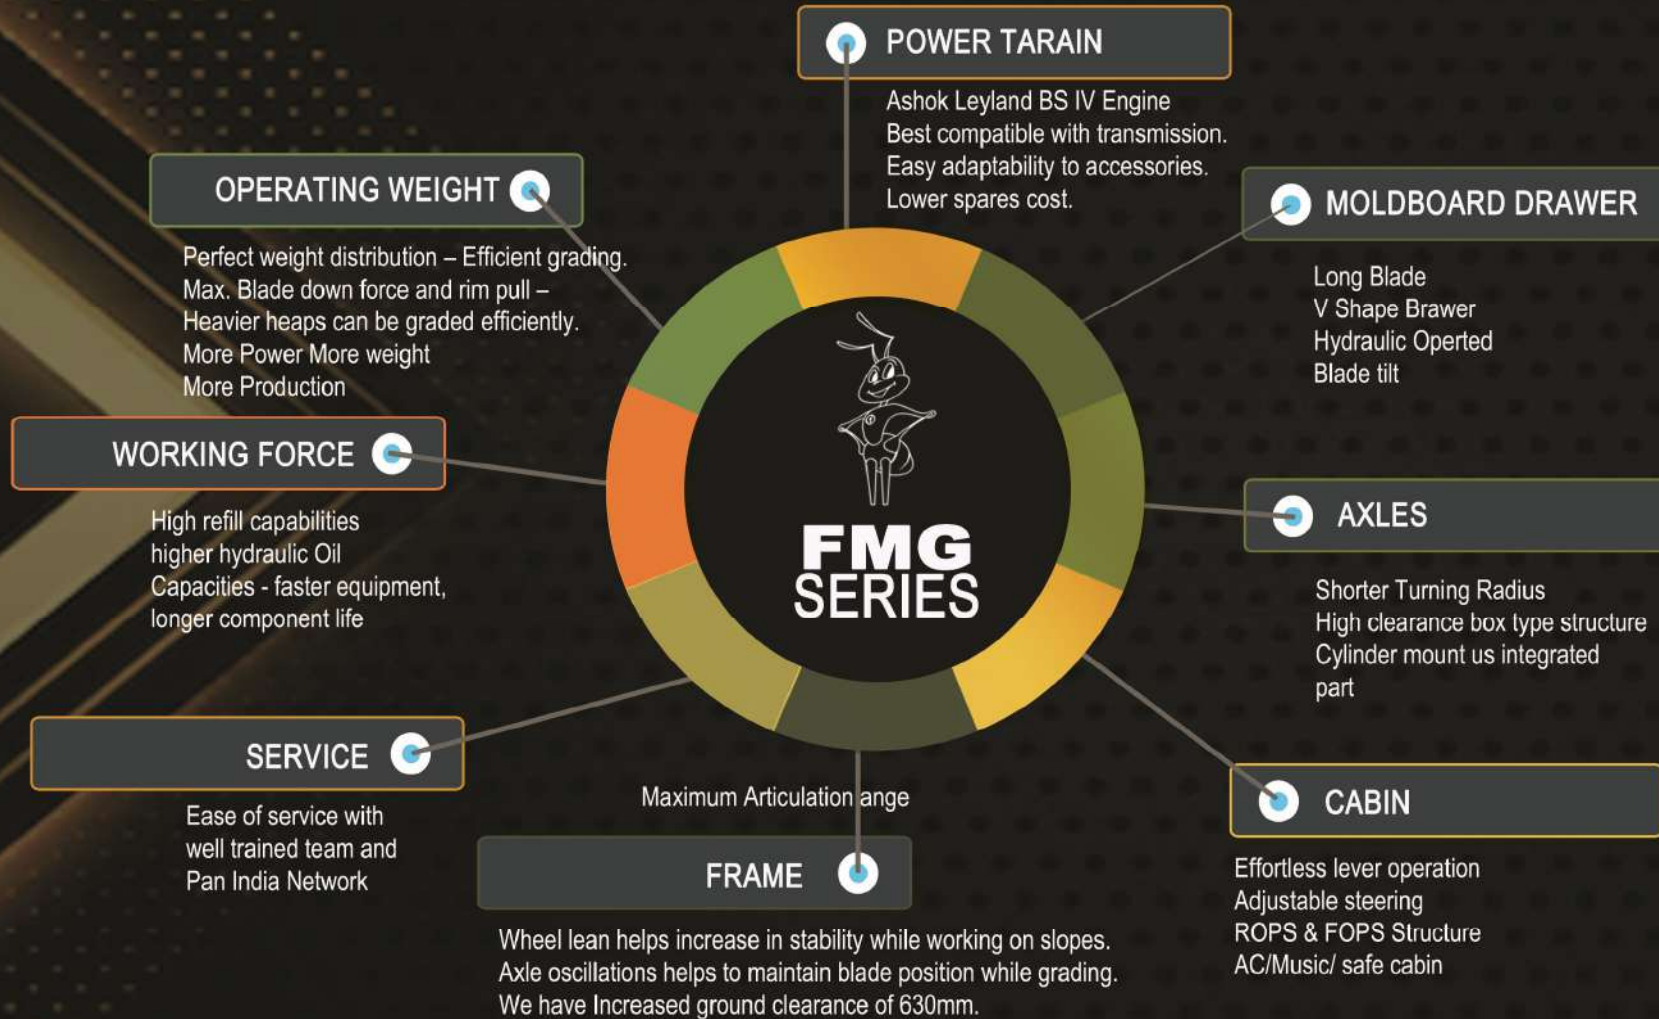 POWER TARAIN
Ashok Leyland BS IV Engine
Best compatible with transmission.
Easy adaptability to accessories.
Lower spares cost.
OPERATING WEIGHT
Perfect weight distribution – Efficient grading.
Max. Blade down force and rim pull –
Heavier heaps can be graded efficiently.
More Power More weight
More Production
MOLDBOARD DRAWER
Long Blade
V Shape Brawer
Hydraulic Operted
Blade tilt
WORKING FORCE
High refill capabilities
higher hydraulic Oil
Capacities - faster equipment,
longer component life
FMG
SERIES
AXLES
Shorter Turning Radius
High clearance box type structure
Cylinder mount us integrated
part
SERVICE
Ease of service with
well trained team and
Pan India Network
Maximum Articulation ange
FRAME
Wheel lean helps increase in stability while working on slopes.
Axle oscillations helps to maintain blade position while grading.
We have Increased ground clearance of 630mm.
CABIN
Effortless lever operation
Adjustable steering
ROPS & FOPS Structure
AC/Music/ safe cabin